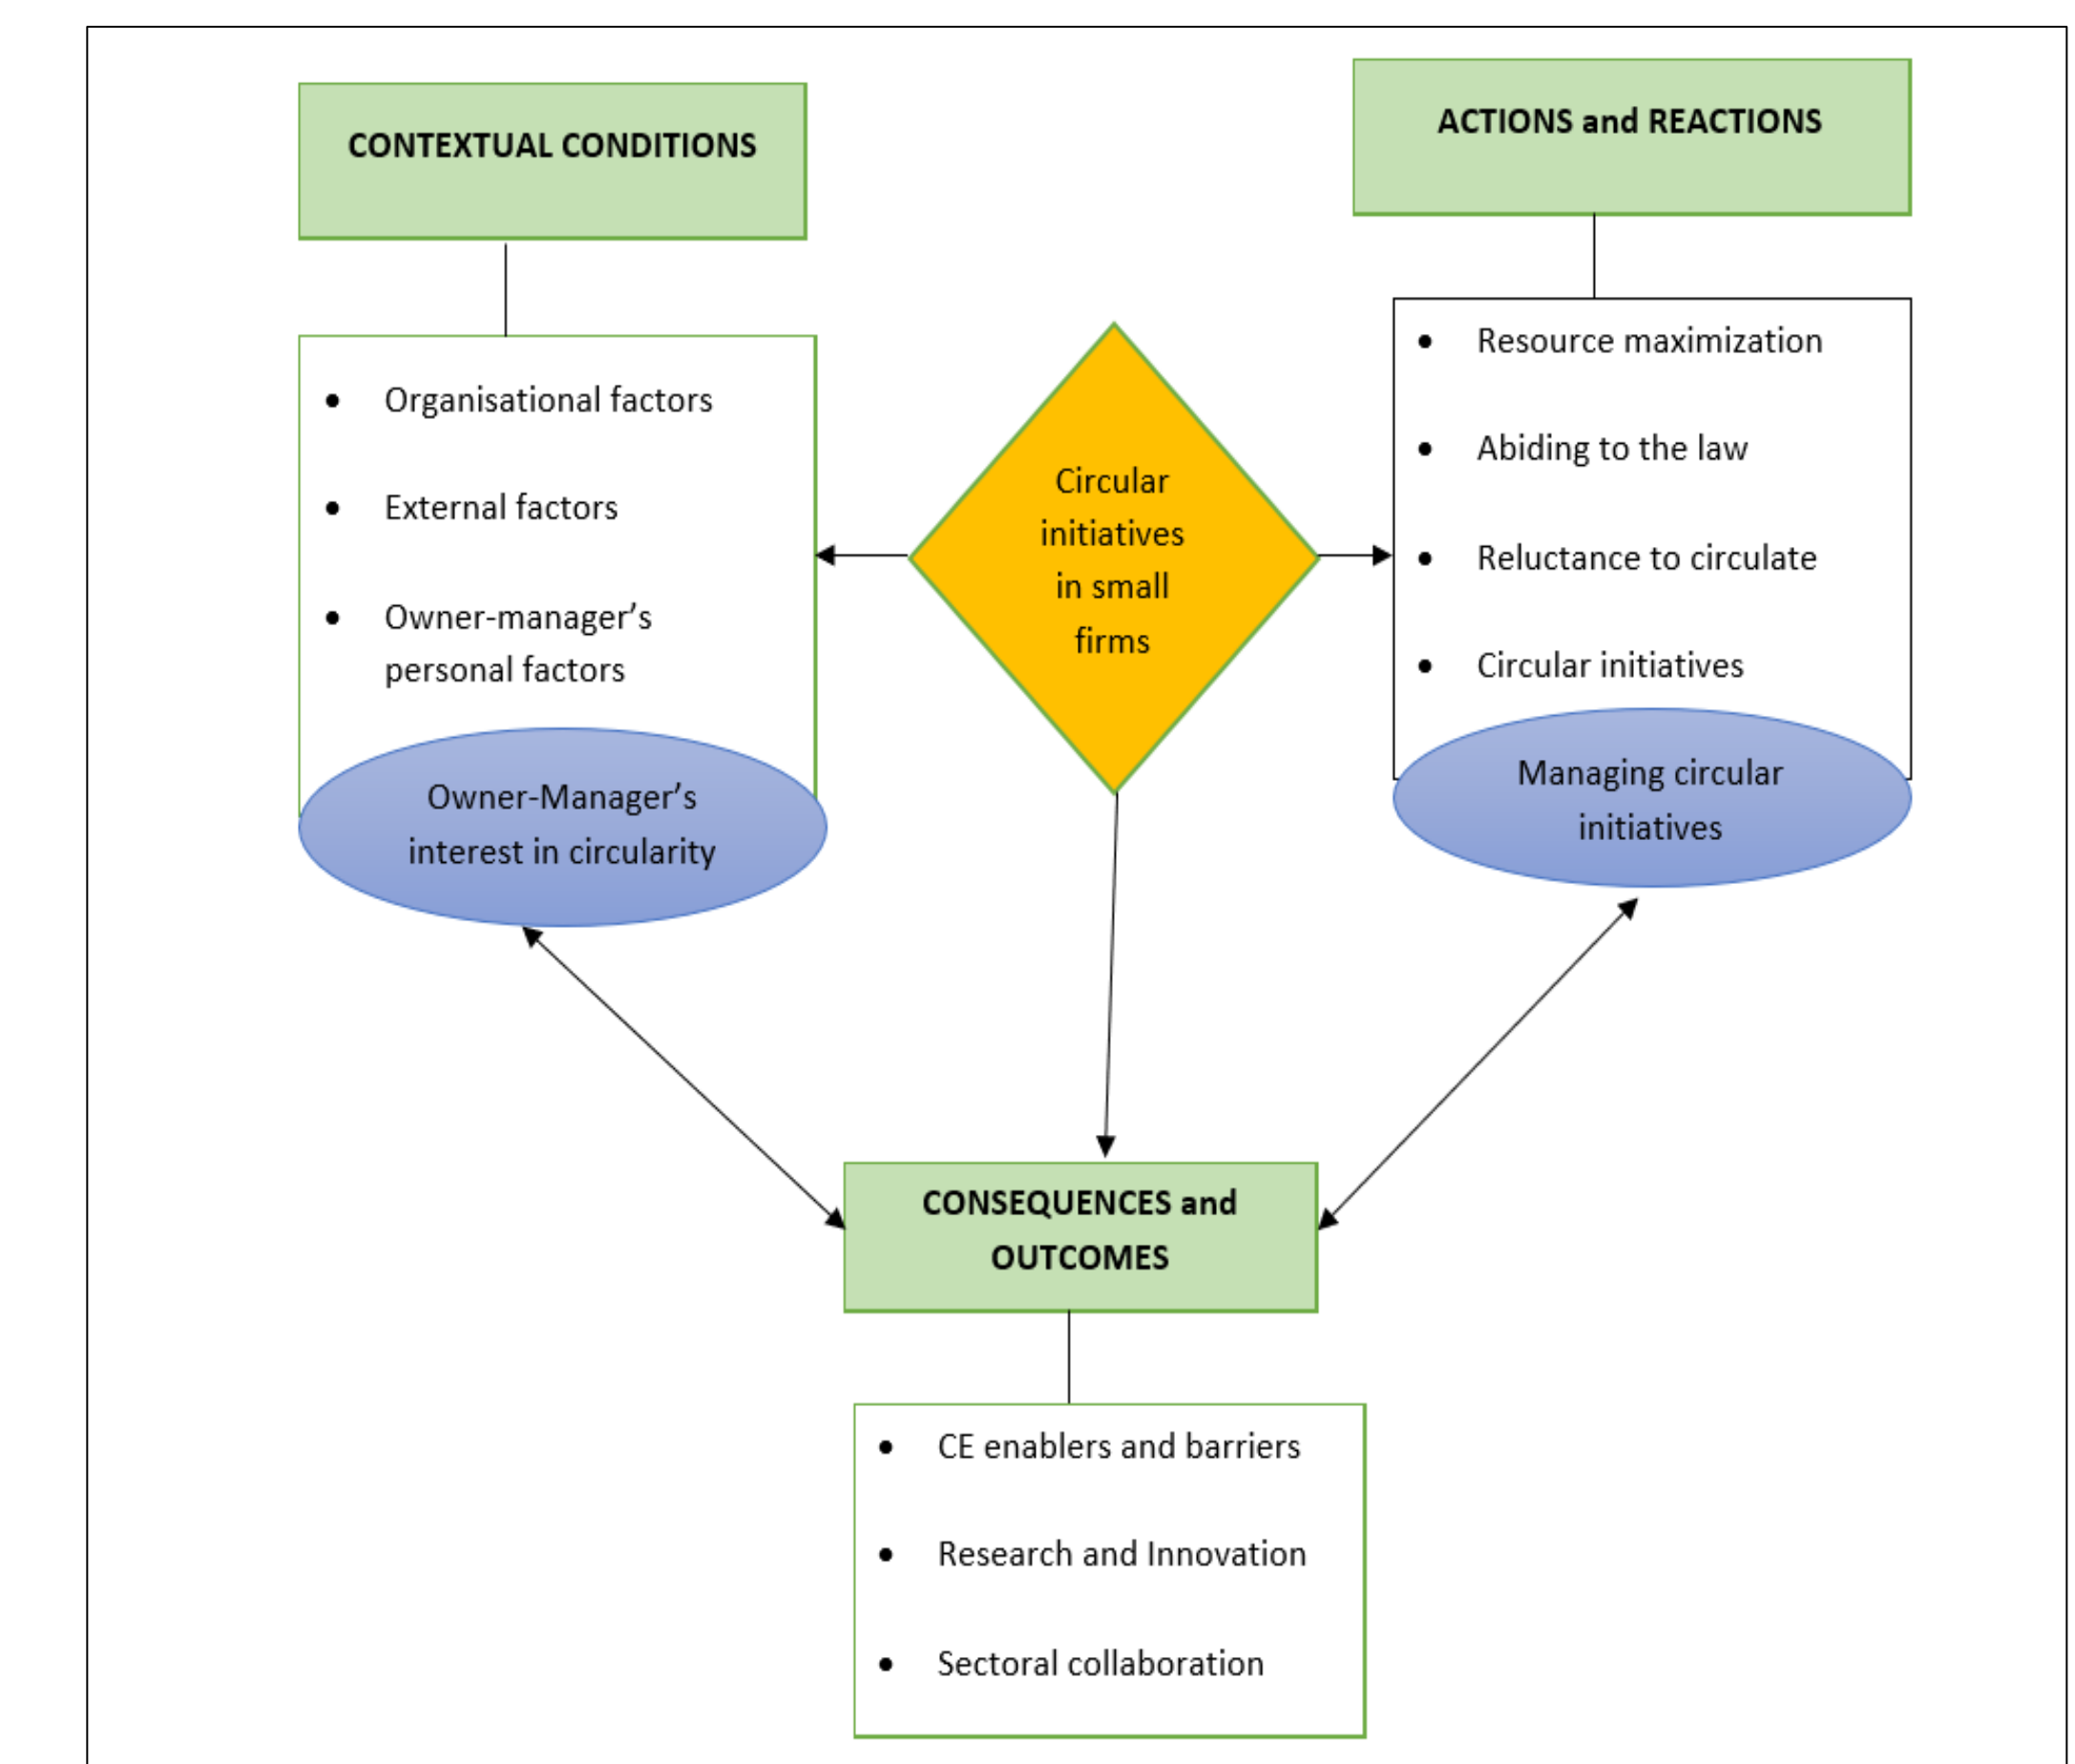 CONTEXTUAL CONDITIONS
• Organisational factors
• External factors
• Owner-manager’s
personal factors
Owner-Manager’s
interest in circularity
Circular
initiatives
in small
firms
ACTIONS and REACTIONS
• Resource maximization
• Abiding to the law
• Reluctance to circulate
• Circular initiatives
Managing circular
initiatives
CONSEQUENCES and
OUTCOMES
• CE enablers and barriers
• Research and Innovation
• Sectoral collaboration